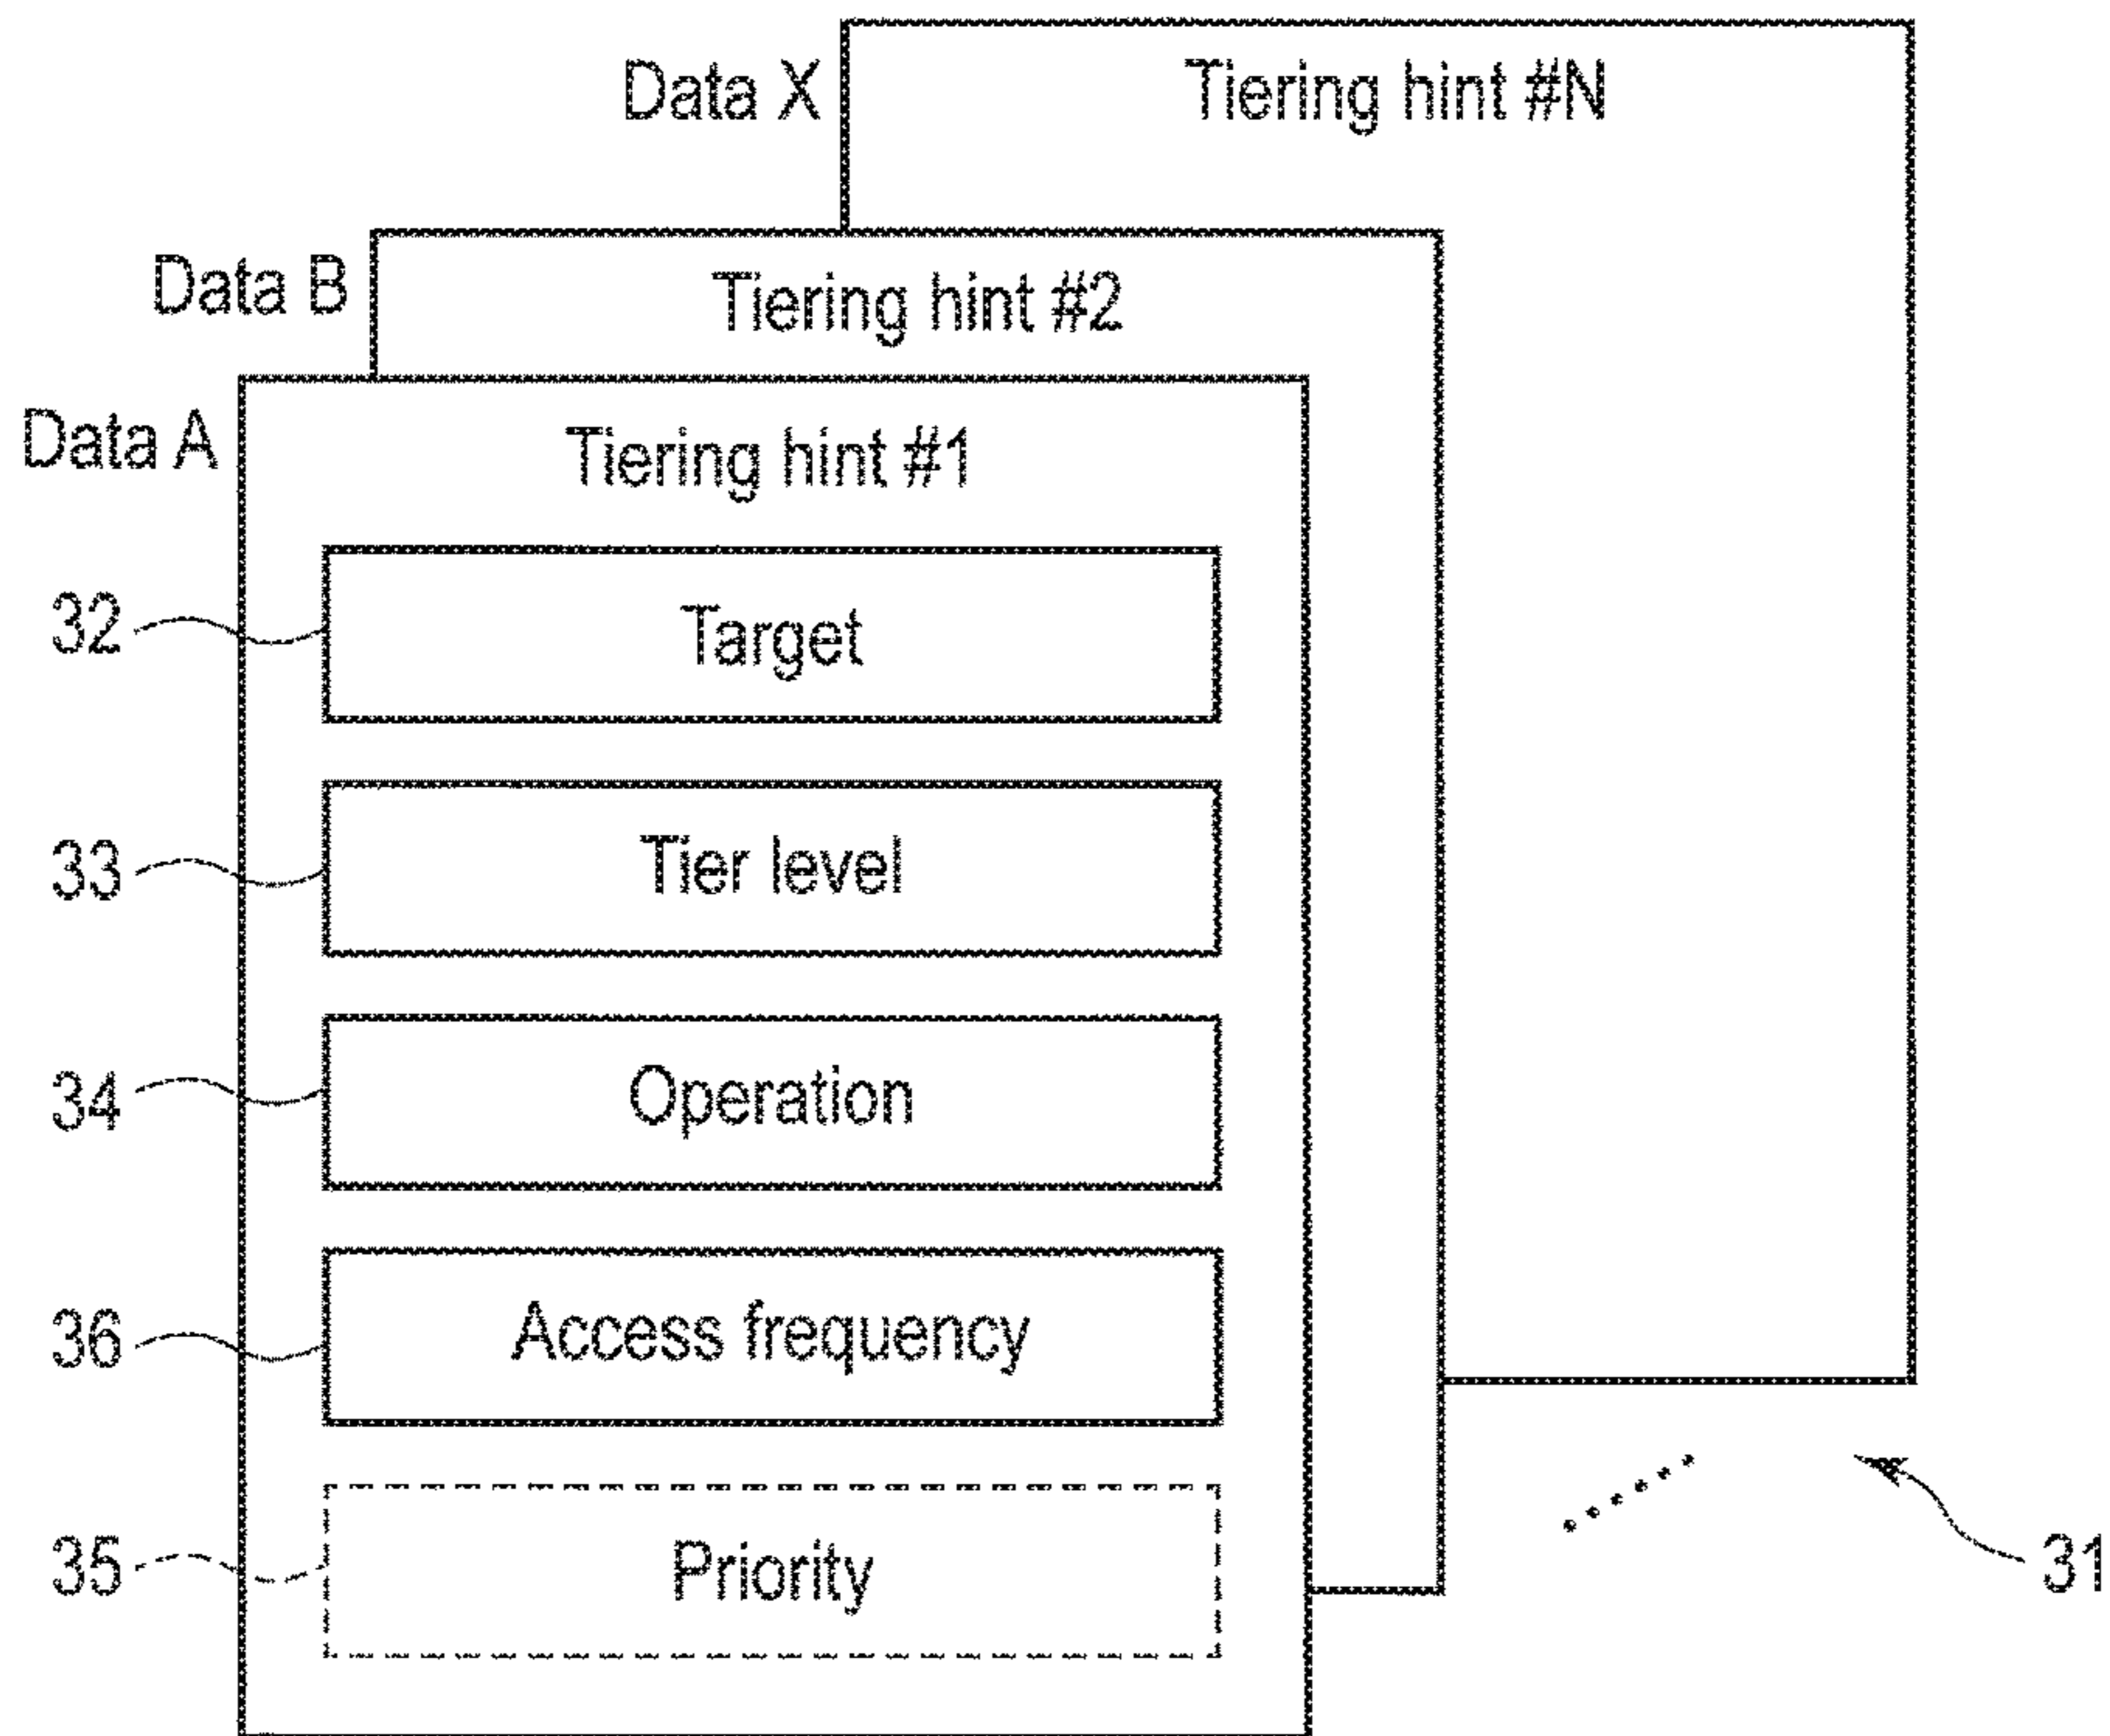 Data X Tiering hint #N
Data B Tiering hint #2
Data A Tiering hint #1
32 Target
33 Tier level
34 Operation
36 Access frequency
35 Priority
31